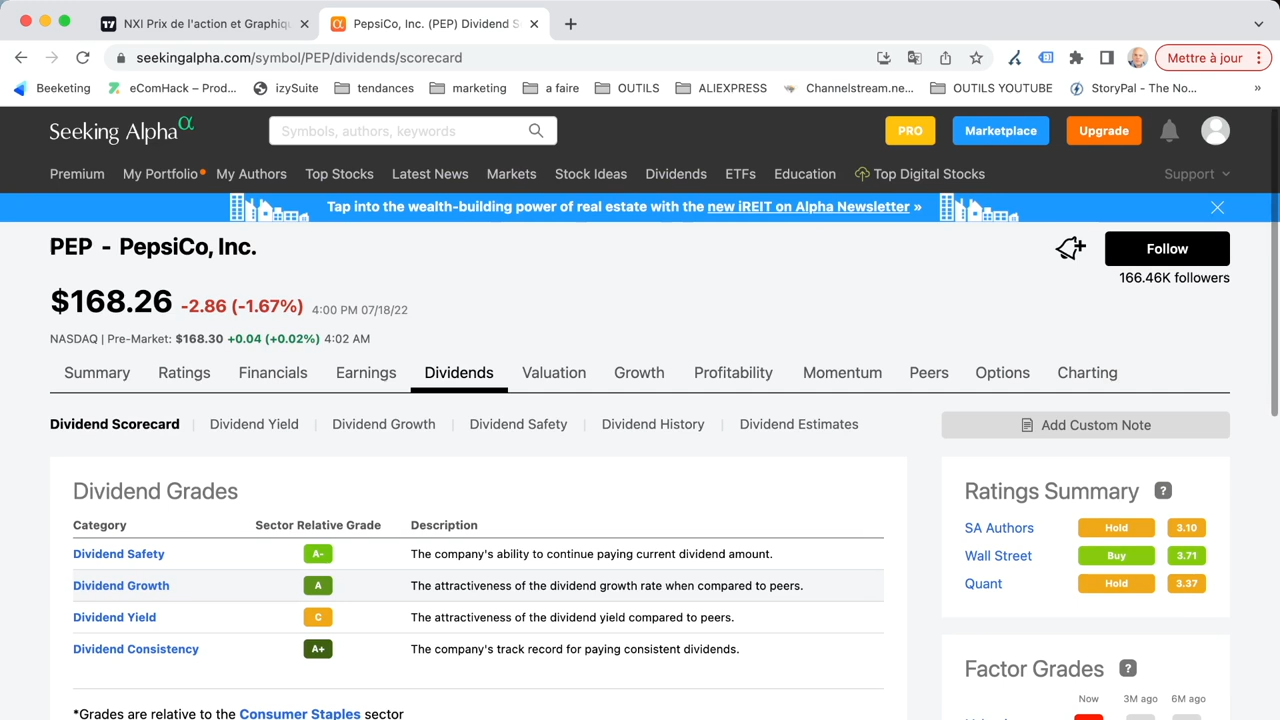 NXI Prix de l'action et Graphiqu
PepsiCo, Inc. (PEP) Dividend S
seekingalpha.com/symbol/PEP/dividends/scorecard
Mettre à jour
Beeketing
eComHack – Prod...
izySuite
tendances
marketing
a faire
OUTILS
ALIEXPRESS
Channelstream.ne...
OUTILS YOUTUBE
StoryPal - The No...
»
Seeking Alpha α
Symbols, authors, keywords
PRO
Marketplace
Upgrade
Premium
My Portfolio
My Authors
Top Stocks
Latest News
Markets
Stock Ideas
Dividends
ETFs
Education
Top Digital Stocks
Support
Tap into the wealth-building power of real estate with the new iREIT on Alpha Newsletter »
PEP - PepsiCo, Inc.
Follow
166.46K followers
$168.26 -2.86 (-1.67%) 4:00 PM 07/18/22
NASDAQ | Pre-Market: $168.30 +0.04 (+0.02%) 4:02 AM
Summary
Ratings
Financials
Earnings
Dividends
Valuation
Growth
Profitability
Momentum
Peers
Options
Charting
Dividend Scorecard
Dividend Yield
Dividend Growth
Dividend Safety
Dividend History
Dividend Estimates
Add Custom Note
Dividend Grades
Category Sector Relative Grade Description
Dividend Safety A- The company's ability to continue paying current dividend amount.
Dividend Growth A The attractiveness of the dividend growth rate when compared to peers.
Dividend Yield C The attractiveness of the dividend yield compared to peers.
Dividend Consistency A+ The company's track record for paying consistent dividends.
*Grades are relative to the Consumer Staples sector
Ratings Summary ?
SA Authors Hold 3.10
Wall Street Buy 3.71
Quant Hold 3.37
Factor Grades ?
Now 3M ago 6M ago